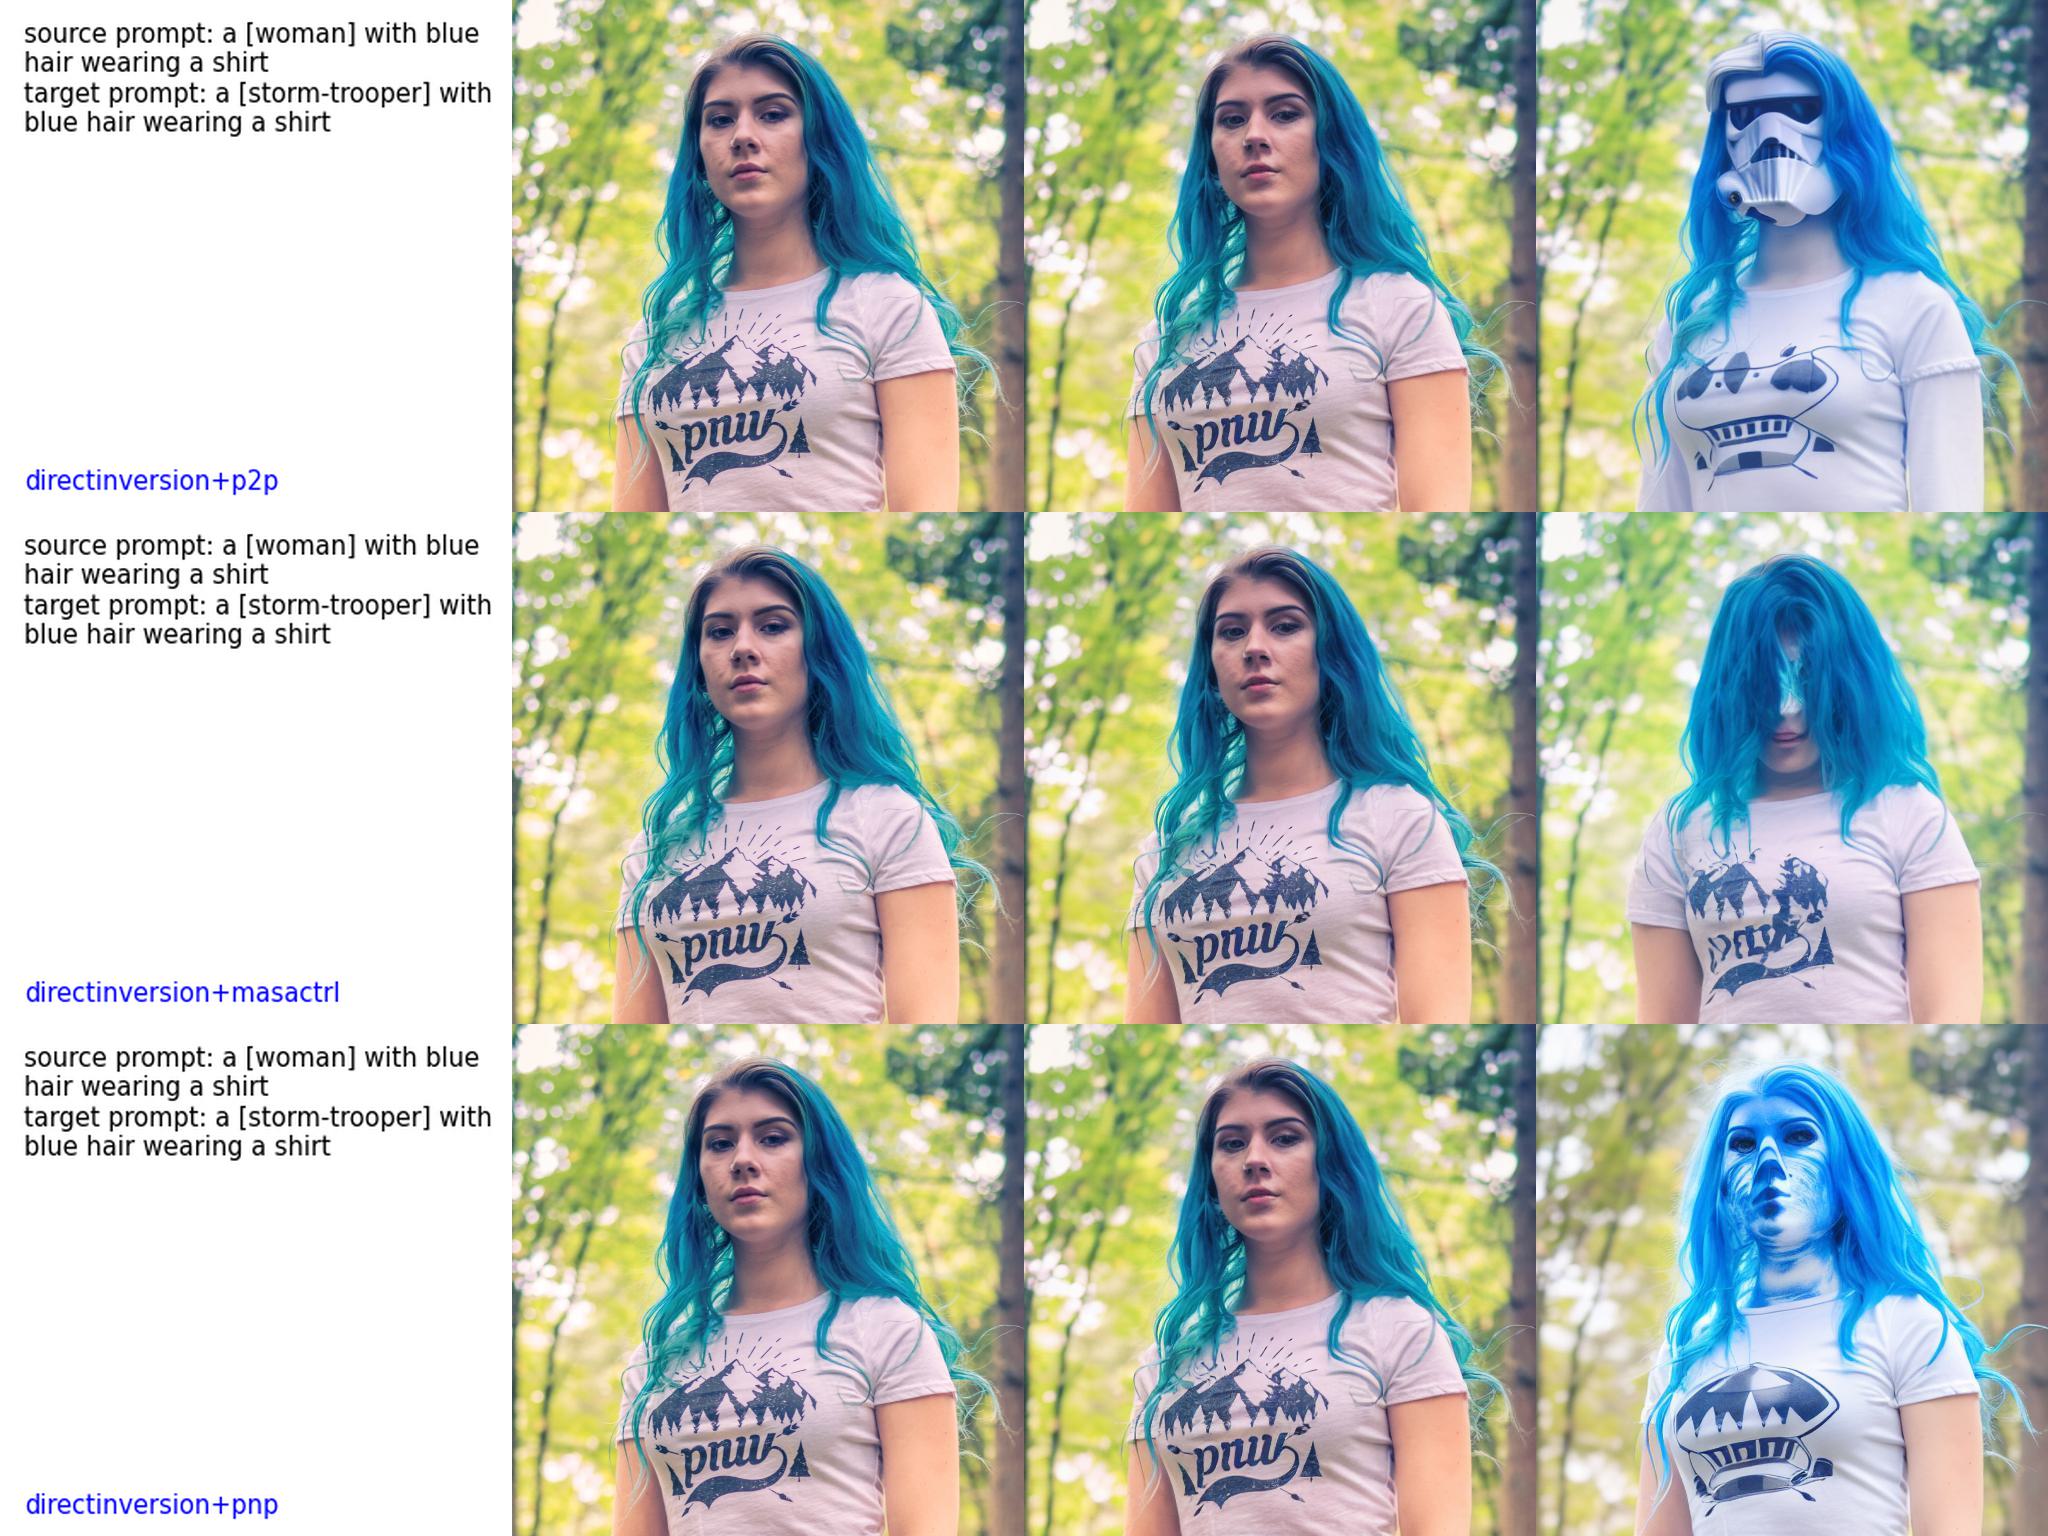 source prompt: a [woman] with blue
hair wearing a shirt
target prompt: a [storm-trooper] with
blue hair wearing a shirt
pnw
pnw
directinversion+p2p
source prompt: a [woman] with blue
hair wearing a shirt
target prompt: a [storm-trooper] with
blue hair wearing a shirt
pnw
pnw
directinversion+masactrl
source prompt: a [woman] with blue
hair wearing a shirt
target prompt: a [storm-trooper] with
blue hair wearing a shirt
pnw
pnw
directinversion+pnp